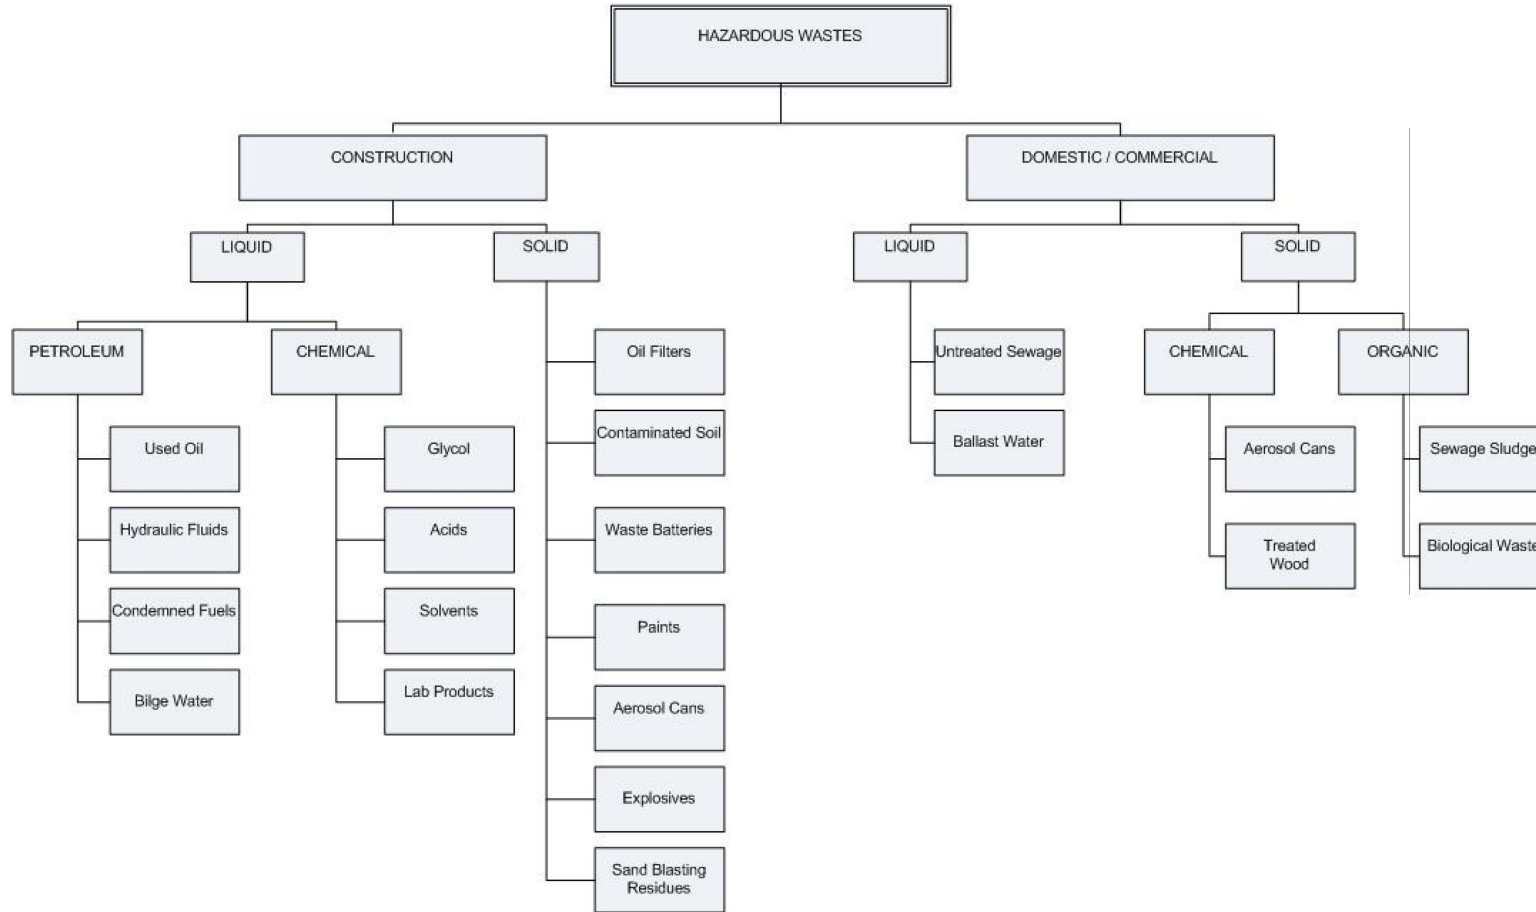 HAZARDOUS WASTES
CONSTRUCTION
DOMESTIC / COMMERCIAL
LIQUID
SOLID
LIQUID
SOLID
PETROLEUM
CHEMICAL
Oil Filters
Untreated Sewage
CHEMICAL
ORGANIC
Contaminated Soil
Ballast Water
Used Oil
Glycol
Aerosol Cans
Sewage Sludge
Hydraulic Fluids
Acids
Waste Batteries
Treated
Wood
Biological Waste
Condemned Fuels
Solvents
Paints
Bilge Water
Lab Products
Aerosol Cans
Explosives
Sand Blasting
Residues